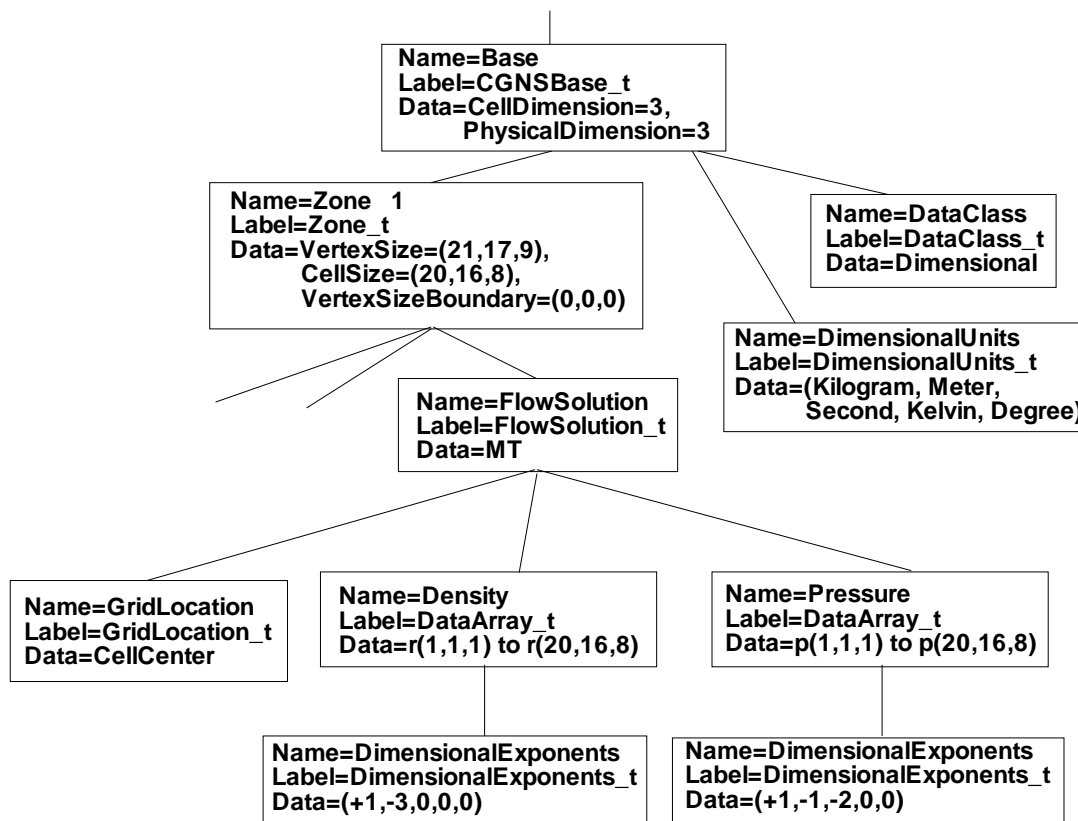 Name=Base
Label=CGNSBase_t
Data=CellDimension=3,
PhysicalDimension=3
Name=Zone 1
Label=Zone_t
Data=VertexSize=(21,17,9),
CellSize=(20,16,8),
VertexSizeBoundary=(0,0,0)
Name=DataClass
Label=DataClass_t
Data=Dimensional
Name=DimensionalUnits
Label=DimensionalUnits_t
Data=(Kilogram, Meter,
Second, Kelvin, Degree)
Name=FlowSolution
Label=FlowSolution_t
Data=MT
Name=GridLocation
Label=GridLocation_t
Data=CellCenter
Name=Density
Label=DataArray_t
Data=r(1,1,1) to r(20,16,8)
Name=Pressure
Label=DataArray_t
Data=p(1,1,1) to p(20,16,8)
Name=DimensionalExponents
Label=DimensionalExponents_t
Data=(+1,-3,0,0,0)
Name=DimensionalExponents
Label=DimensionalExponents_t
Data=(+1,-1,-2,0,0)